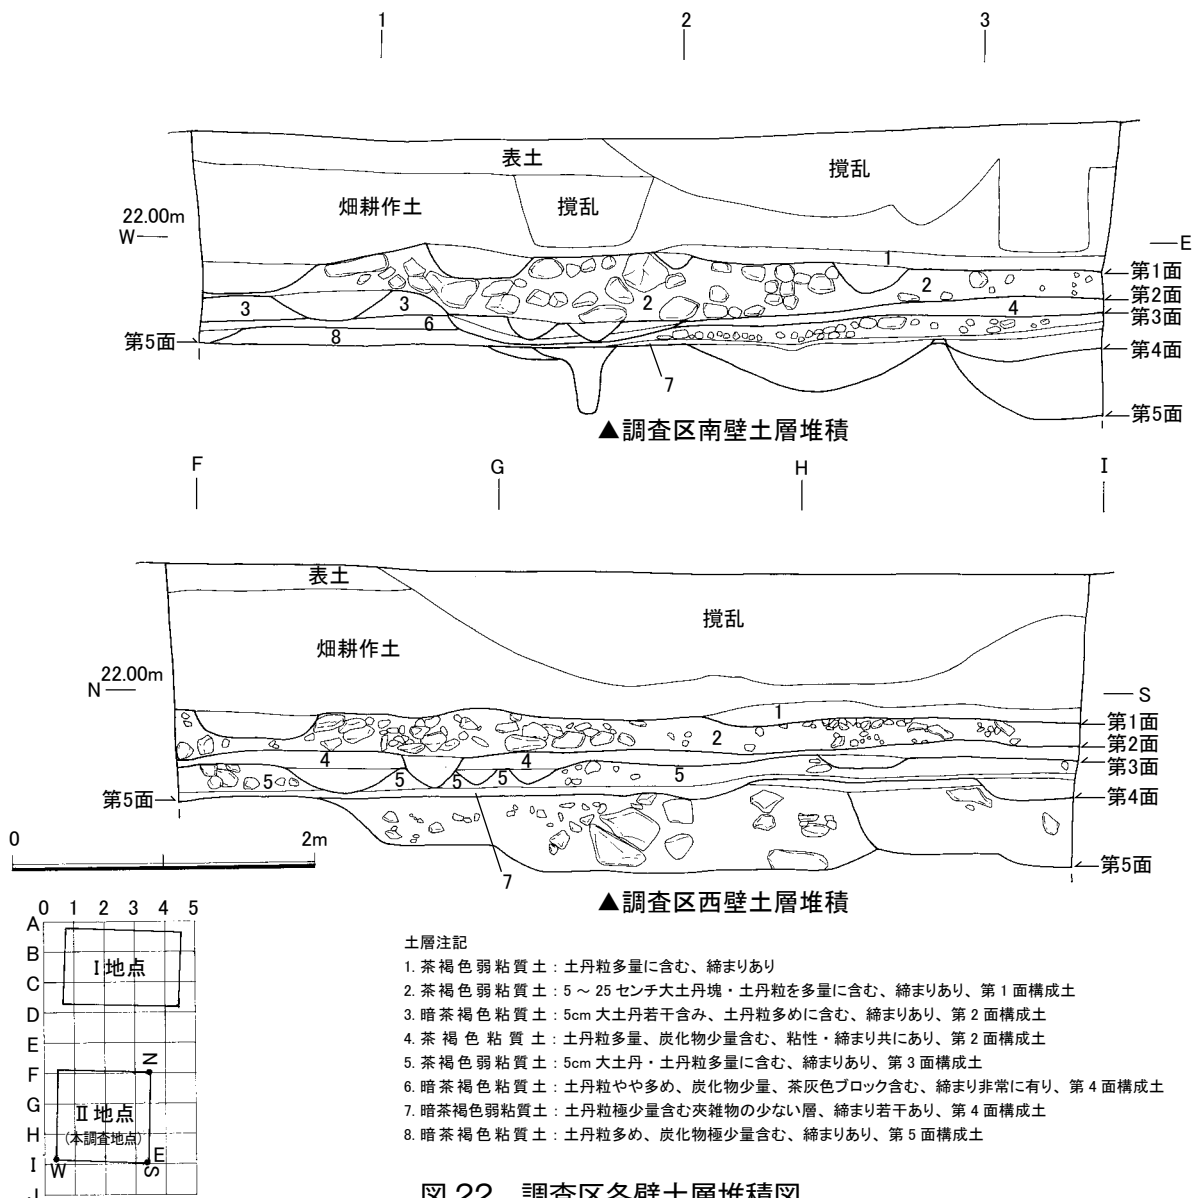 1 2 3
表土
撹乱
畑耕作土
撹乱
22.00m
W
E
1
第1面
2
第2面
3 3 2 4
第3面
6
第5面
8
第4面
7
第5面
▲調査区南壁土層堆積
F G H I
表土
撹乱
畑耕作土
22.00m
N
S
1
第1面
2
第2面
4 4
第3面
5 5 5 5 5
第5面
第4面
第5面
7
0 2m
▲調査区西壁土層堆積
0 1 2 3 4 5
A
B
Ⅰ地点
C
D
E
N
F
G
Ⅱ地点
(本調査地点)
H
I
W
E
S
J
土層注記
1. 茶褐色弱粘質土：土丹粒多量に含む、締まりあり
2. 茶褐色弱粘質土：5～25センチ大土丹塊・土丹粒を多量に含む、締まりあり、第1面構成土
3. 暗茶褐色粘質土：5cm大土丹若干含み、土丹粒多めに含む、締まりあり、第2面構成土
4. 茶褐色粘質土：土丹粒多量、炭化物少量含む、粘性・締まり共にあり、第2面構成土
5. 茶褐色弱粘質土：5cm大土丹・土丹粒多量に含む、締まりあり、第3面構成土
6. 暗茶褐色粘質土：土丹粒やや多め、炭化物少量、茶灰色ブロック含む、締まり非常に有り、第4面構成土
7. 暗茶褐色弱粘質土：土丹粒極少量含む夾雑物の少ない層、締まり若干あり、第4面構成土
8. 暗茶褐色粘質土：土丹粒多め、炭化物極少量含む、締まりあり、第5面構成土
図22 調査区各壁土層堆積図